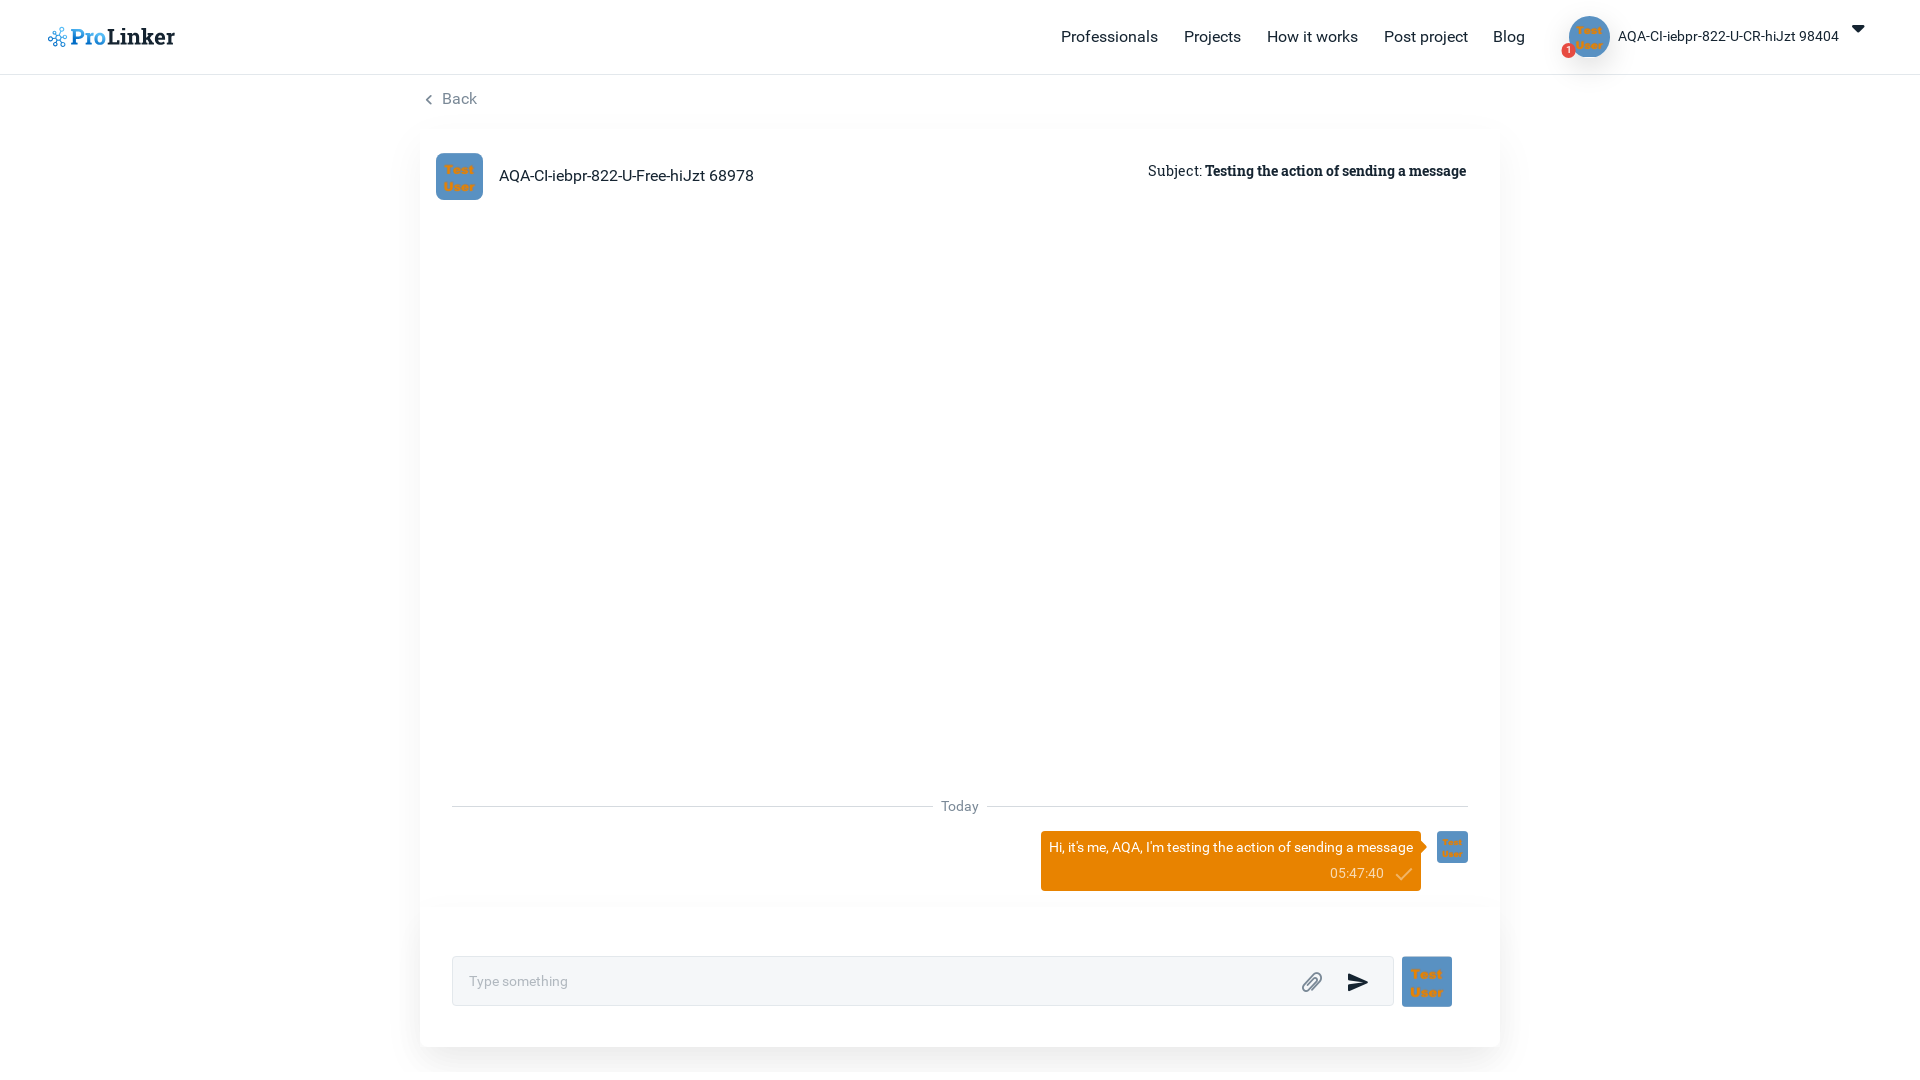 ProLinker
Professionals
Projects
How it works
Post project
Blog
Test
User
1
AQA-CI-iebpr-822-U-CR-hiJzt 98404
Back
Test
User
AQA-CI-iebpr-822-U-Free-hiJzt 68978
Subject: Testing the action of sending a message
Today
Hi, it's me, AQA, I'm testing the action of sending a message
05:47:40
Test
User
Type something
Test
User